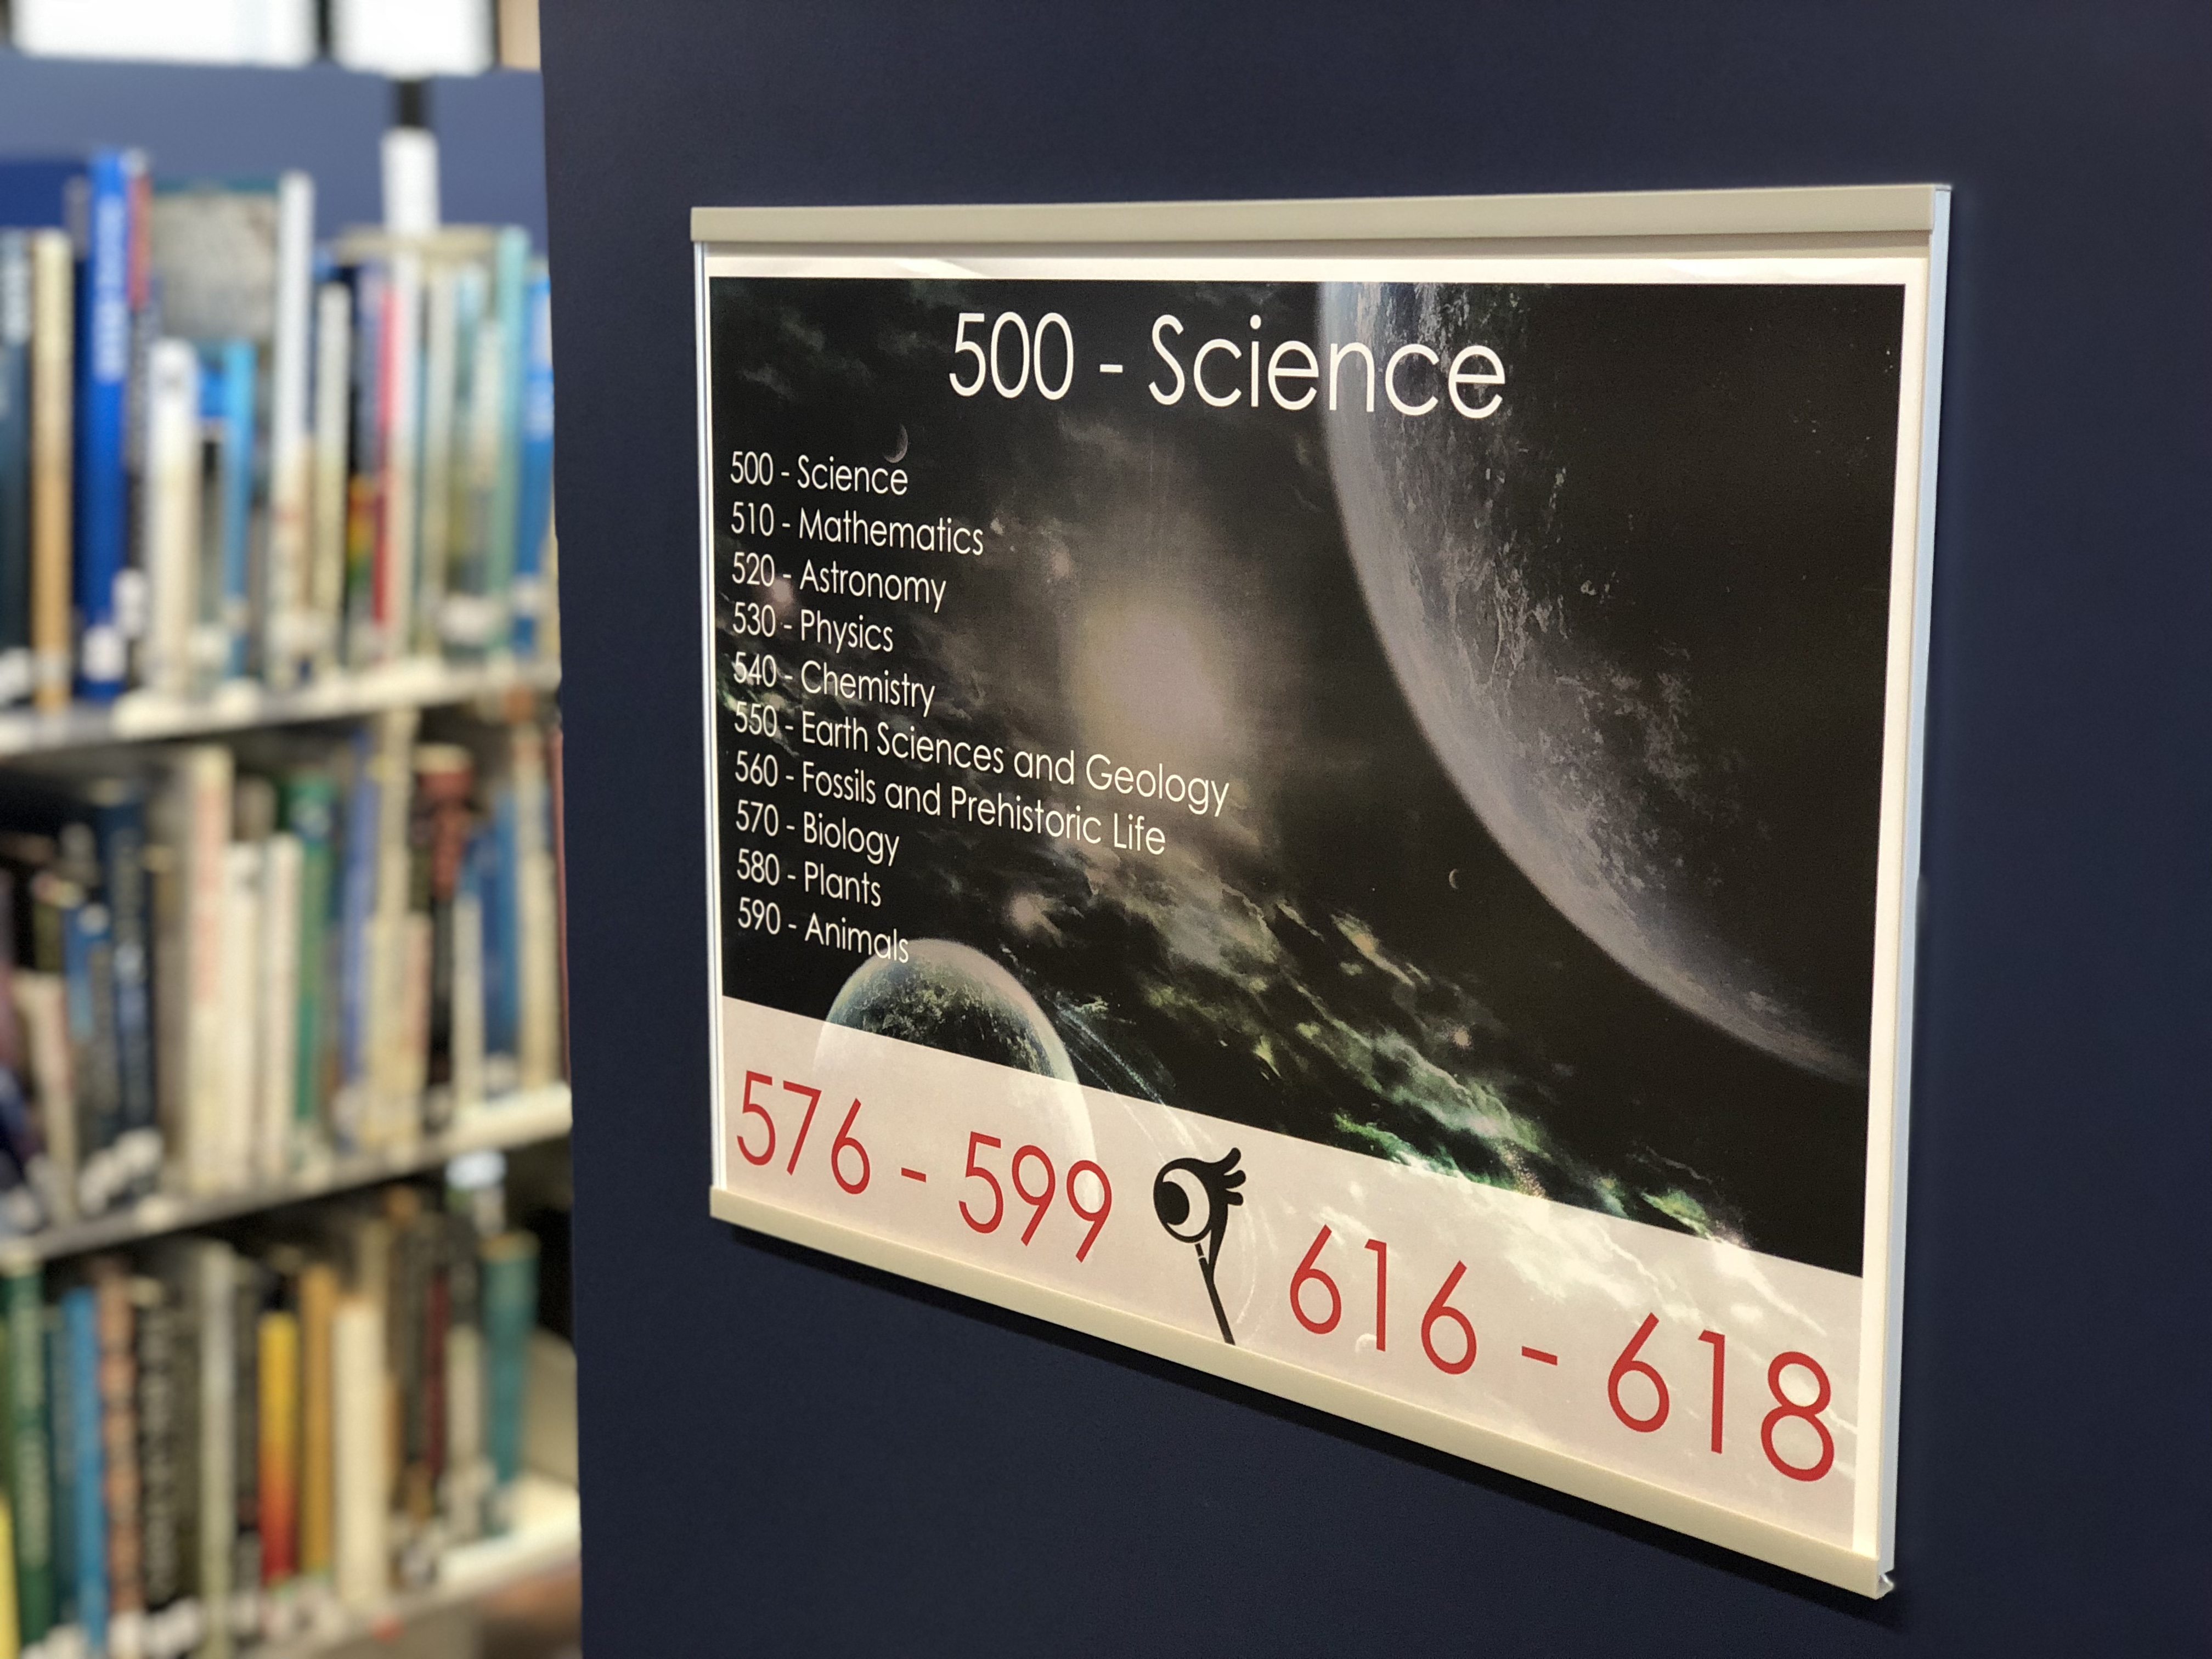 500 - Science
500 - Science
510 - Mathematics
520 - Astronomy
530 - Physics
540 - Chemistry
550 - Earth Sciences and Geology
560 - Fossils and Prehistoric Life
570 - Biology
580 - Plants
590 - Animals
576 - 599 616 - 618